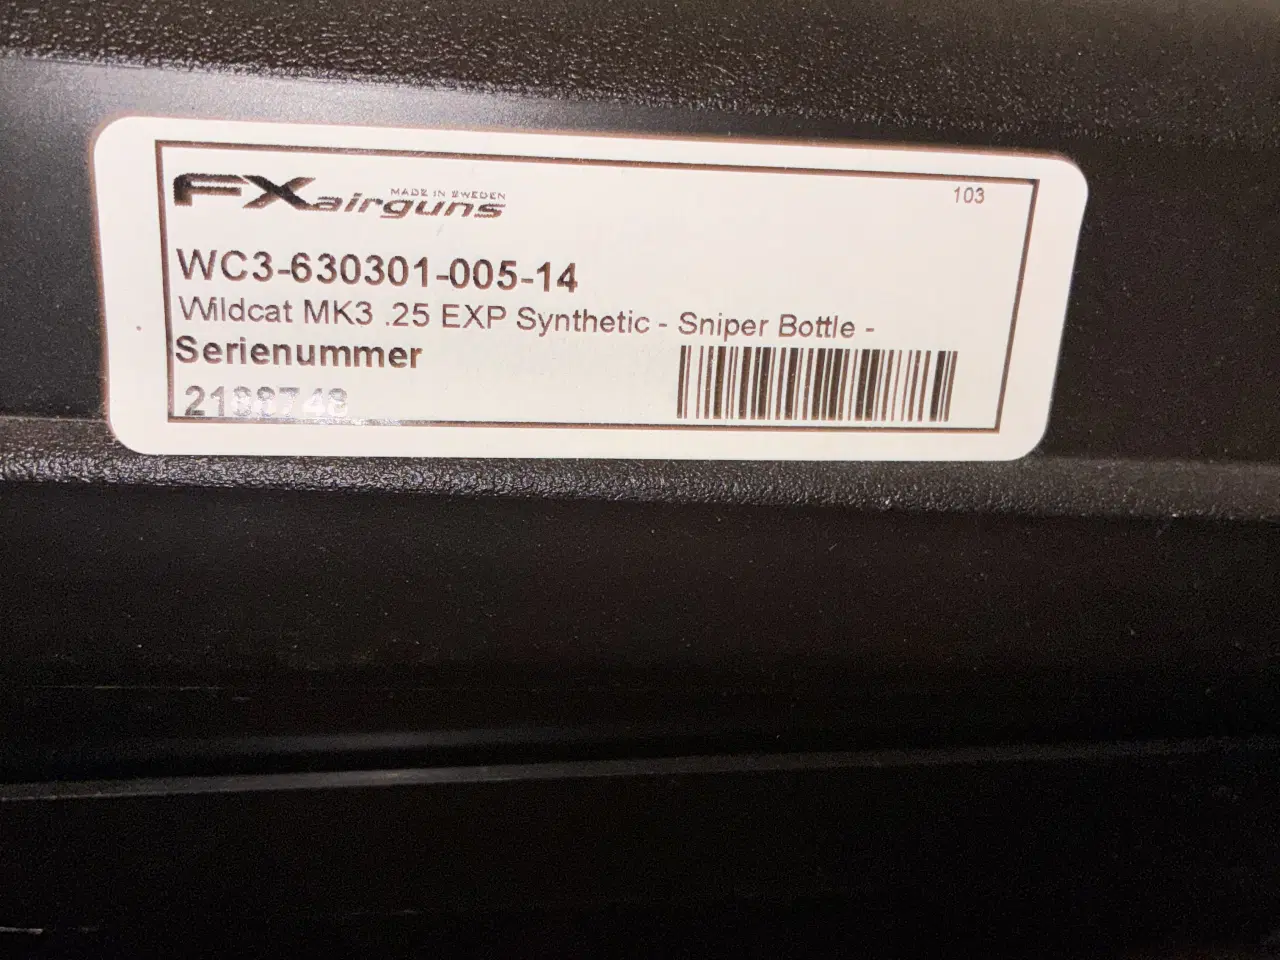 FXairguns MADE IN SWEDEN
103
WC3-630301-005-14
Wildcat MK3 .25 EXP Synthetic - Sniper Bottle -
Serienummer